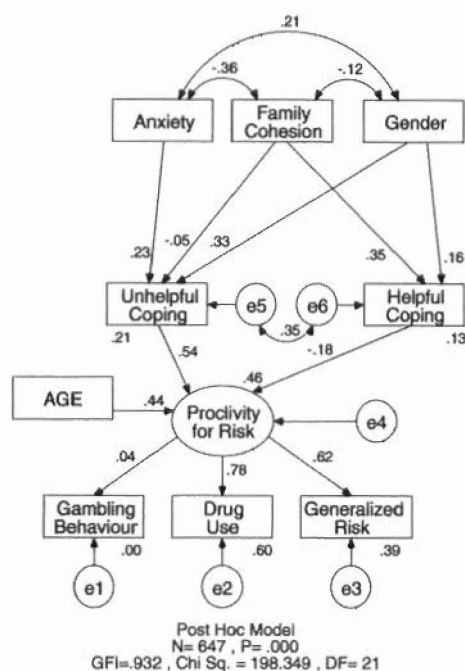 .21
-.36
-.12
Anxiety
Family
Cohesion
Gender
.23
-.05
.33
.35
.16
Unhelpful
Coping
e5
e6
Helpful
Coping
.21
.35
.13
.54
-.18
AGE
.44
.46
Proclivity
for Risk
e4
.04
.78
.62
Gambling
Behaviour
Drug
Use
Generalized
Risk
.00
.60
.39
e1
e2
e3
Post Hoc Model
N= 647 , P= .000
GFI=.932 , Chi Sq. = 198.349 , DF= 21